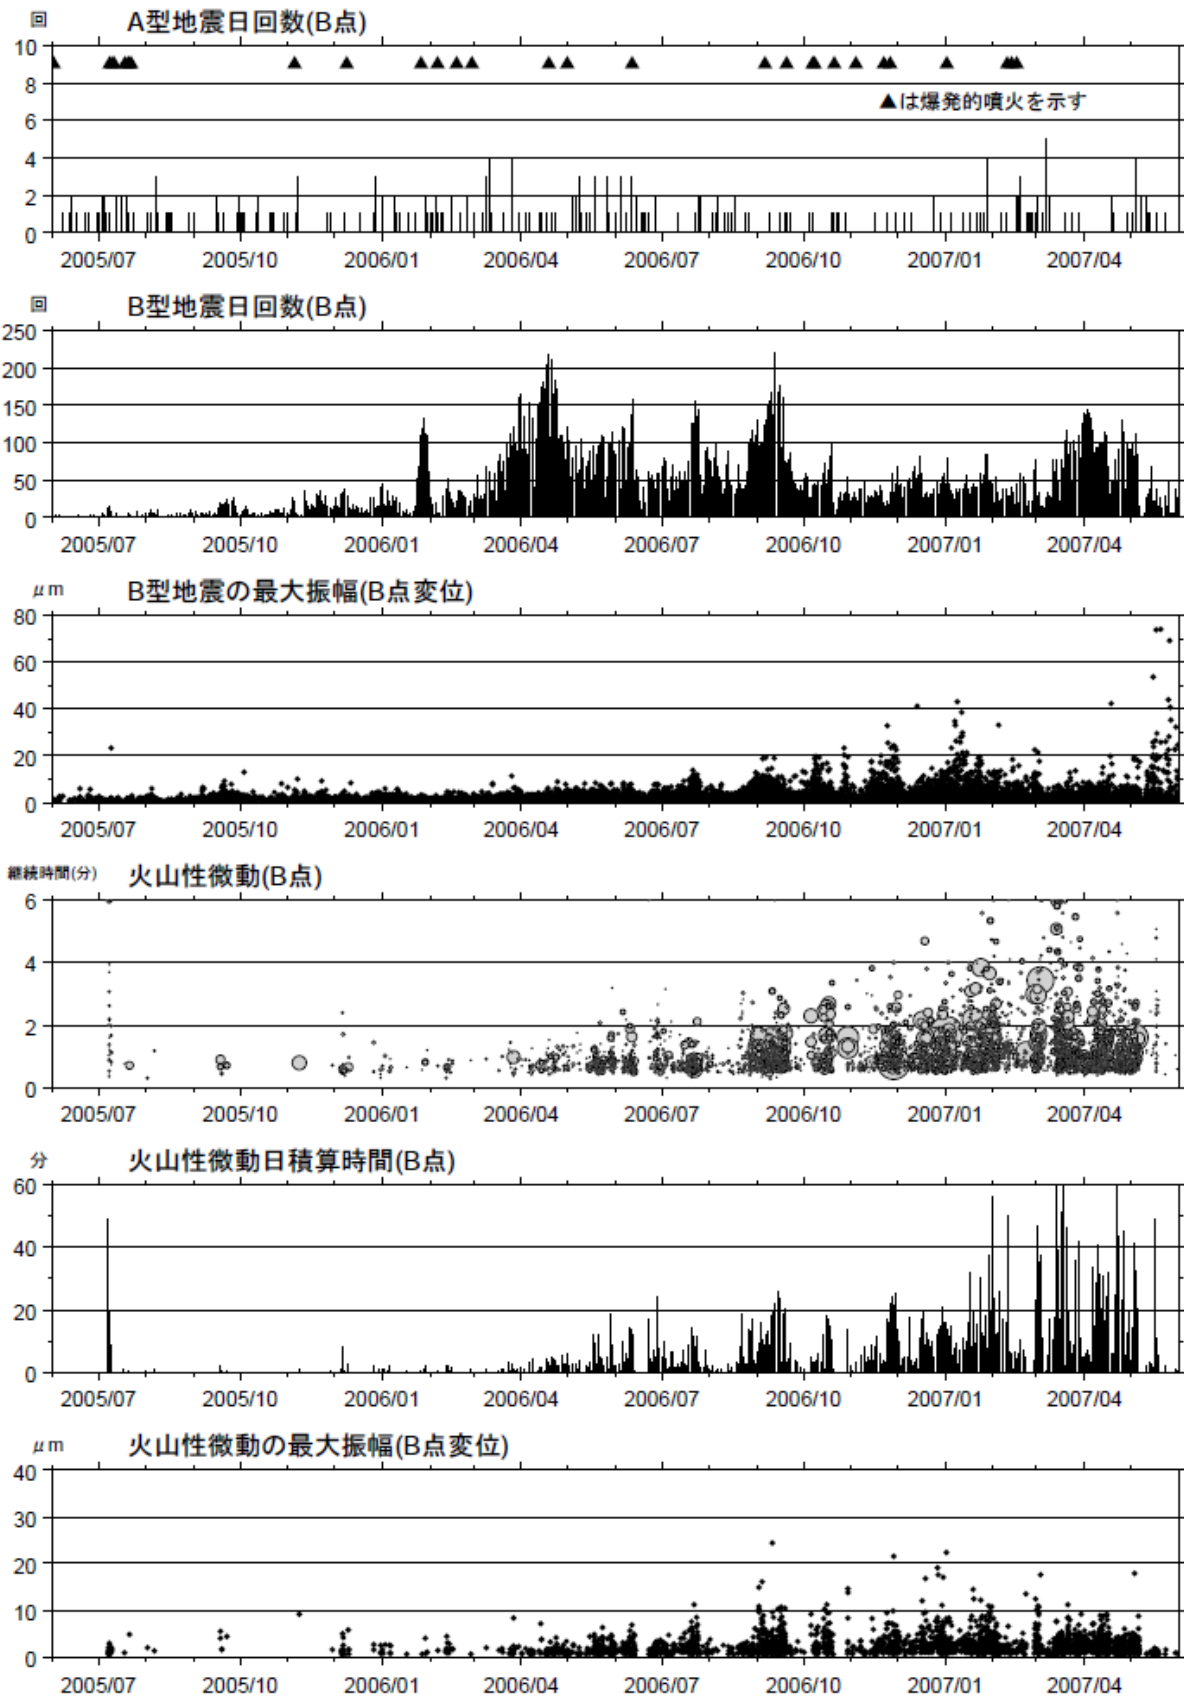 回 A型地震日回数(B点)
10
8
▲は爆発的噴火を示す
6
4
2
0
2005/07 2005/10 2006/01 2006/04 2006/07 2006/10 2007/01 2007/04
回 B型地震日回数(B点)
250
200
150
100
50
0
2005/07 2005/10 2006/01 2006/04 2006/07 2006/10 2007/01 2007/04
μm B型地震の最大振幅(B点変位)
80
60
40
20
0
2005/07 2005/10 2006/01 2006/04 2006/07 2006/10 2007/01 2007/04
継続時間(分) 火山性微動(B点)
6
4
2
0
2005/07 2005/10 2006/01 2006/04 2006/07 2006/10 2007/01 2007/04
分 火山性微動日積算時間(B点)
60
40
20
0
2005/07 2005/10 2006/01 2006/04 2006/07 2006/10 2007/01 2007/04
μm 火山性微動の最大振幅(B点変位)
40
30
20
10
0
2005/07 2005/10 2006/01 2006/04 2006/07 2006/10 2007/01 2007/04